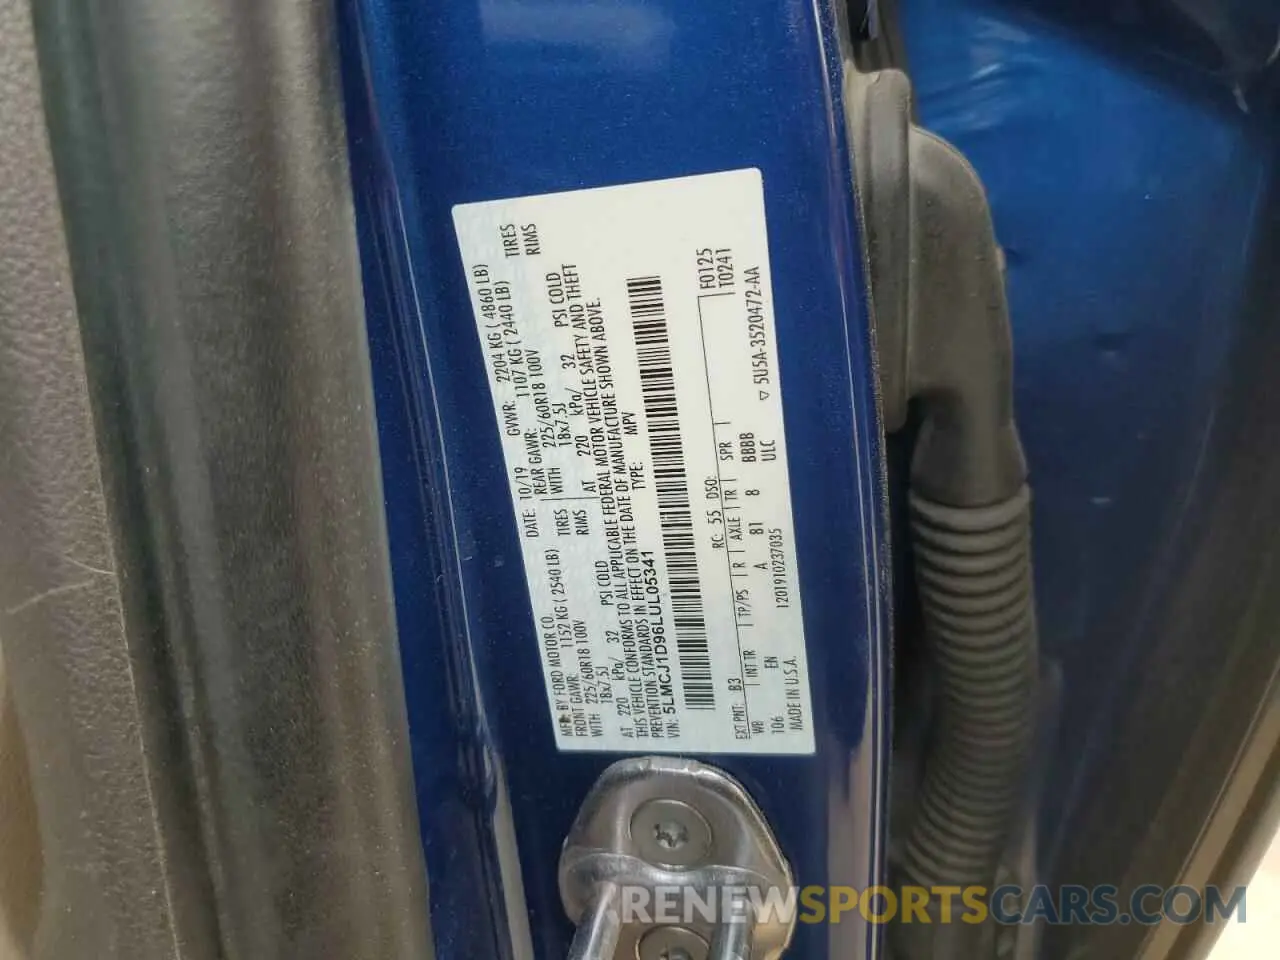 MFD. BY FORD MOTOR CO. DATE: 10/19 GVWR: 2204 KG ( 4860 LB)
FRONT GAWR: 1152 KG ( 2540 LB) REAR GAWR: 1107 KG ( 2440 LB)
WITH 225/60R18 100V TIRES WITH 225/60R18 100V TIRES
18x7.5J RIMS 18x7.5J RIMS
AT 220 kPa/ 32 PSI COLD AT 220 kPa/ 32 PSI COLD
THIS VEHICLE CONFORMS TO ALL APPLICABLE FEDERAL MOTOR VEHICLE SAFETY AND THEFT
PREVENTION STANDARDS IN EFFECT ON THE DATE OF MANUFACTURE SHOWN ABOVE.
VIN: 5LMCJ1D96LUL05341 TYPE: MPV
EXT PNT: B3 RC: 55 DSO: F0125
WB INT TR TP/PS R AXLE TR SPR T0241
106 EN A 81 8 BBBB
MADE IN U.S.A. 120191023703​5 ULC ▽ 5U5A-3520472-AA
RENEWSPORTSCARS.COM